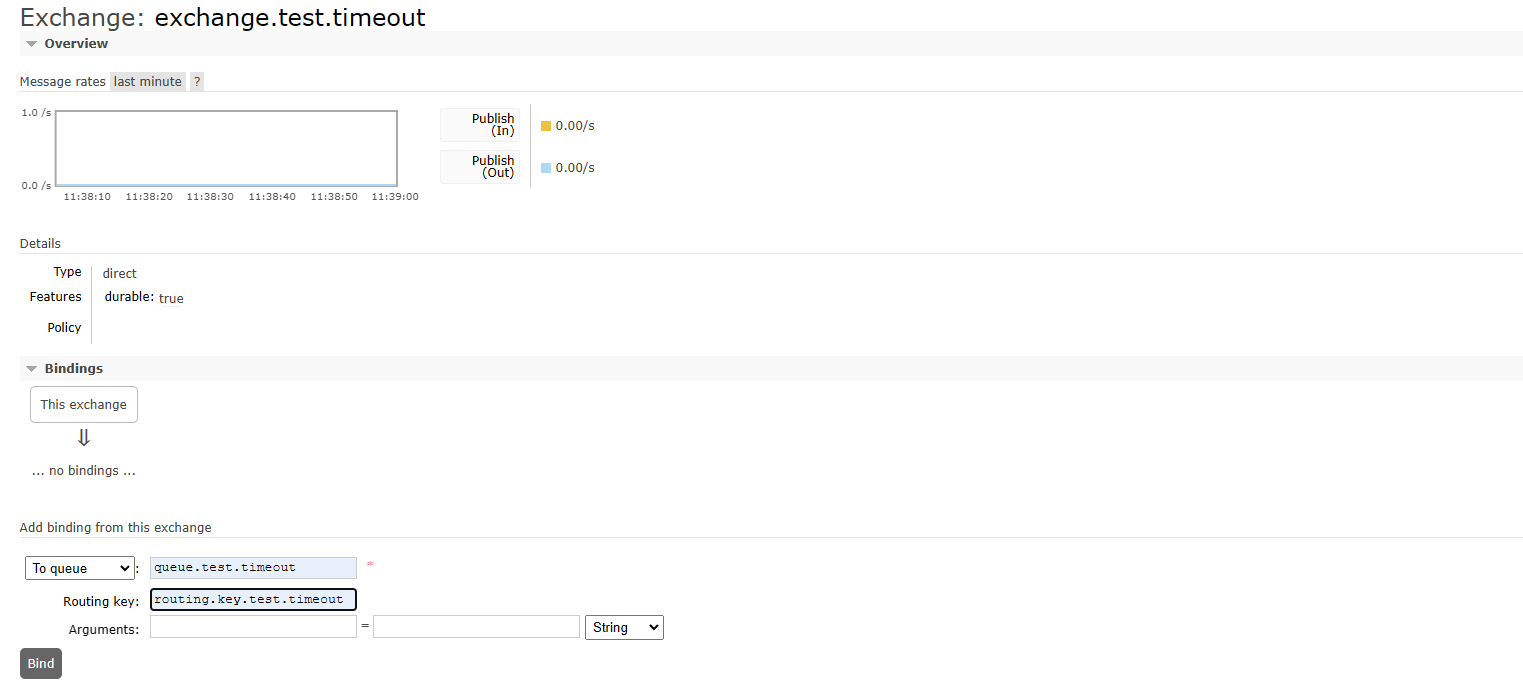 Exchange: exchange.test.timeout
Overview
Message rates last minute ?
1.0 /s
0.0 /s
11:38:10 11:38:20 11:38:30 11:38:40 11:38:50 11:39:00
Publish
(In)
0.00/s
Publish
(Out)
0.00/s
Details
Type direct
Features durable: true
Policy
Bindings
This exchange
⇓
... no bindings ...
Add binding from this exchange
To queue : queue.test.timeout *
Routing key: routing.key.test.timeout
Arguments: = String
Bind